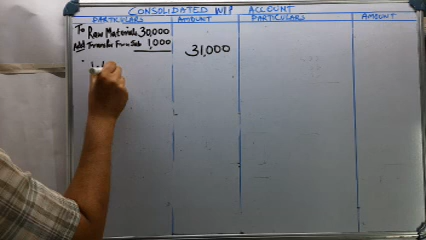 CONSOLIDATED WIP ACCOUNT
PARTICULARS AMOUNT PARTICULARS AMOUNT
To Raw Materials 30,000
Add Transfer From Sub 1,000
31,000